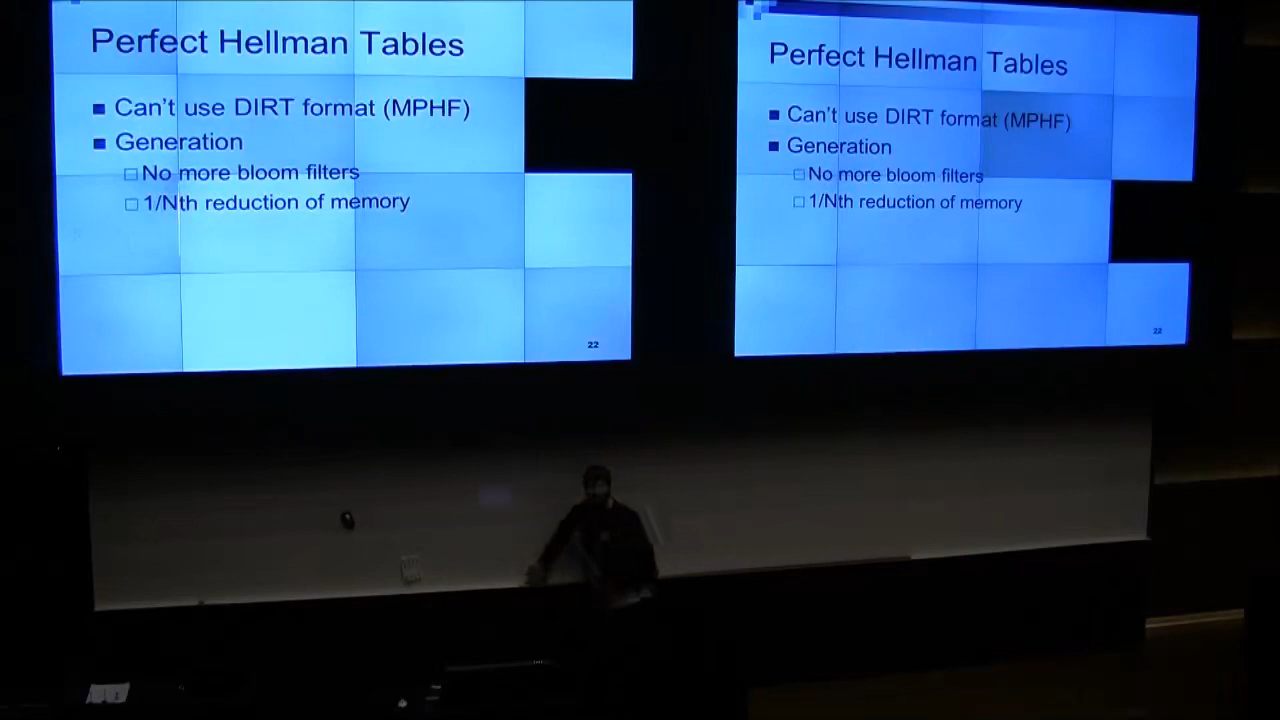 Perfect Hellman Tables
Can't use DIRT format (MPHF)
Generation
No more bloom filters
1/Nth reduction of memory
22
Perfect Hellman Tables
Can't use DIRT format (MPHF)
Generation
No more bloom filters
1/Nth reduction of memory
22